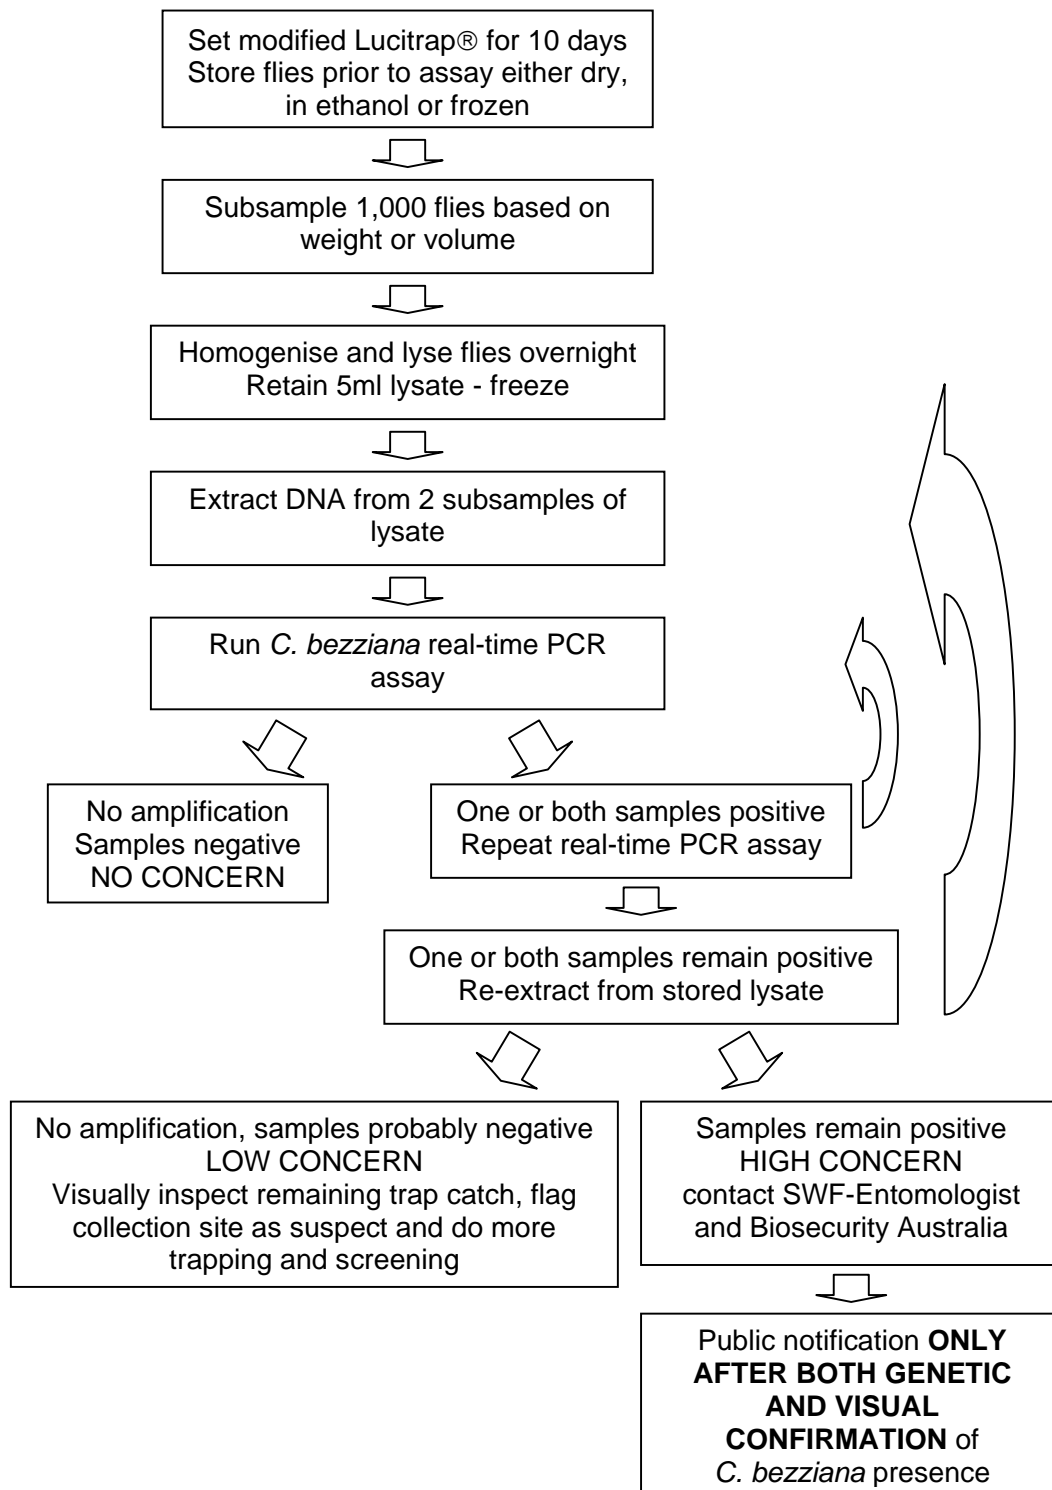 Set modified Lucitrap® for 10 days
Store flies prior to assay either dry,
in ethanol or frozen
Subsample 1,000 flies based on
weight or volume
Homogenise and lyse flies overnight
Retain 5ml lysate - freeze
Extract DNA from 2 subsamples of
lysate
Run C. bezziana real-time PCR
assay
No amplification
Samples negative
NO CONCERN
One or both samples positive
Repeat real-time PCR assay
One or both samples remain positive
Re-extract from stored lysate
No amplification, samples probably negative
LOW CONCERN
Visually inspect remaining trap catch, flag
collection site as suspect and do more
trapping and screening
Samples remain positive
HIGH CONCERN
contact SWF-Entomologist
and Biosecurity Australia
Public notification ONLY
AFTER BOTH GENETIC
AND VISUAL
CONFIRMATION of
C. bezziana presence